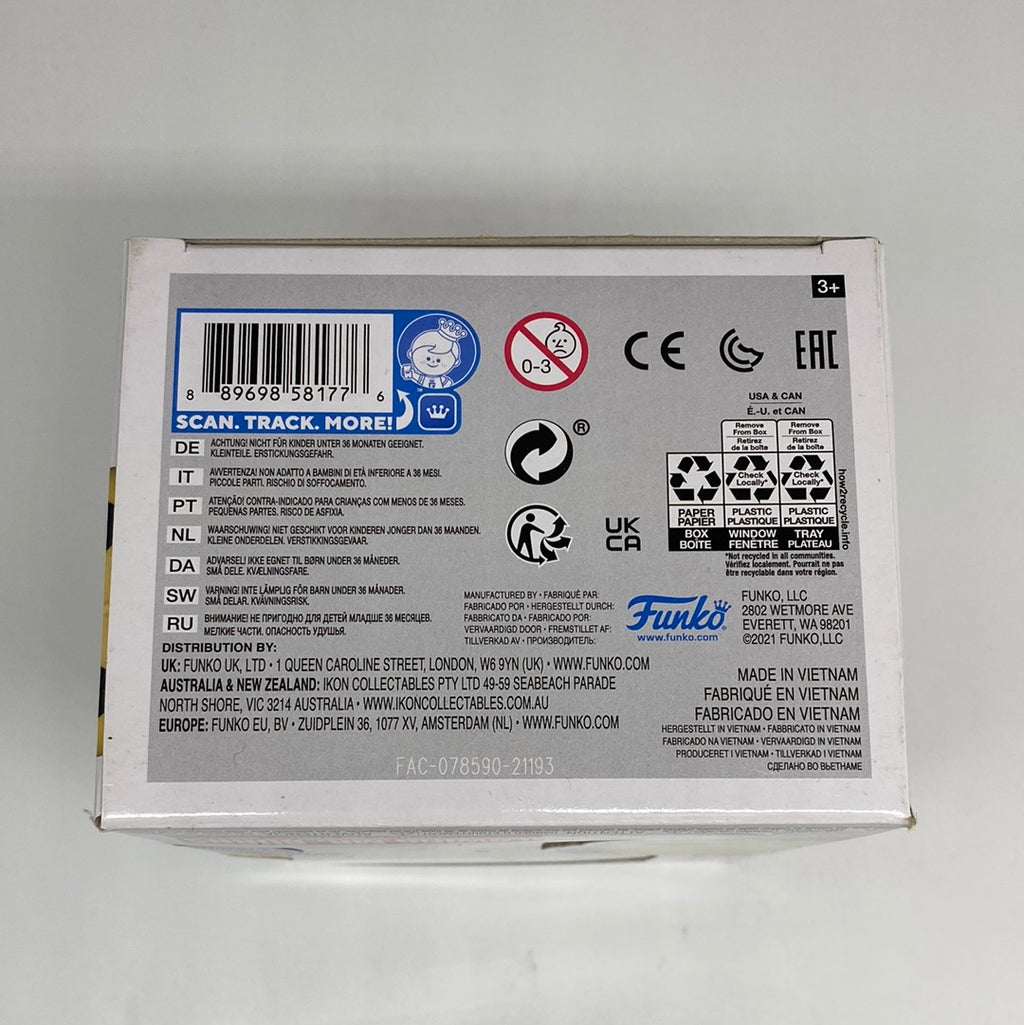 3+
8 89698 58177 6
SCAN. TRACK. MORE!
0-3
CE
EAC
®
UK
CA
USA & CAN
É.-U. et CAN
Remove From Box Remove From Box
Retirez de la boîte Retirez de la boîte
Check Locally* Check Locally*
PAPER PLASTIC PLASTIC
PAPIER PLASTIQUE PLASTIQUE
BOX WINDOW TRAY
BOÎTE FENÊTRE PLATEAU
how2recycle.info
*Not recycled in all communities.
Vérifiez localement. Pourrait ne pas
être recyclable dans votre région.
DE ACHTUNG! NICHT FÜR KINDER UNTER 36 MONATEN GEEIGNET.
KLEINTEILE. ERSTICKUNGSGEFAHR.
IT AVVERTENZA! NON ADATTO A BAMBINI DI ETÀ INFERIORE A 36 MESI.
PICCOLE PARTI. RISCHIO DI SOFFOCAMENTO.
PT ATENÇÃO! CONTRA-INDICADO PARA CRIANÇAS COM MENOS DE 36 MESES.
PEQUENAS PARTES. RISCO DE ASFIXIA.
NL WAARSCHUWING! NIET GESCHIKT VOOR KINDEREN JONGER DAN 36 MAANDEN.
KLEINE ONDERDELEN. VERSTIKKINGSGEVAAR.
DA ADVARSEL! IKKE EGNET TIL BØRN UNDER 36 MÅNEDER.
SMÅ DELE. KVÆLNINGSFARE.
SW VARNING! INTE LÄMPLIG FÖR BARN UNDER 36 MÅNADER.
SMÅ DELAR. KVÄVNINGSRISK.
RU ВНИМАНИЕ! НЕ ПРИГОДНО ДЛЯ ДЕТЕЙ МЛАДШЕ 36 МЕСЯЦЕВ.
МЕЛКИЕ ЧАСТИ. ОПАСНОСТЬ УДУШЬЯ.
MANUFACTURED BY • FABRIQUÉ PAR:
FABRICADO POR • HERGESTELLT DURCH:
FABBRICATO DA • FABRICADO POR:
VERVAARDIGD DOOR • FREMSTILLET AF:
TILLVERKAD AV • ПРОИЗВОДИТЕЛЬ:
Funko
www.funko.com
FUNKO, LLC
2802 WETMORE AVE
EVERETT, WA 98201
©2021 FUNKO,LLC
DISTRIBUTION BY:
UK: FUNKO UK, LTD • 1 QUEEN CAROLINE STREET, LONDON, W6 9YN (UK) • WWW.FUNKO.COM
AUSTRALIA & NEW ZEALAND: IKON COLLECTABLES PTY LTD 49-59 SEABEACH PARADE
NORTH SHORE, VIC 3214 AUSTRALIA • WWW.IKONCOLLECTABLES.COM.AU
EUROPE: FUNKO EU, BV • ZUIDPLEIN 36, 1077 XV, AMSTERDAM (NL) • WWW.FUNKO.COM
MADE IN VIETNAM
FABRIQUÉ EN VIETNAM
FABRICADO EN VIETNAM
HERGESTELLT IN VIETNAM • FABBRICATO IN VIETNAM
FABRICADO NA VIETNAM • VERVAARDIGD IN VIETNAM
PRODUCERET I VIETNAM • TILLVERKAD I VIETNAM
СДЕЛАНО ВО ВЬЕТНАМЕ
FAC-078590-21193